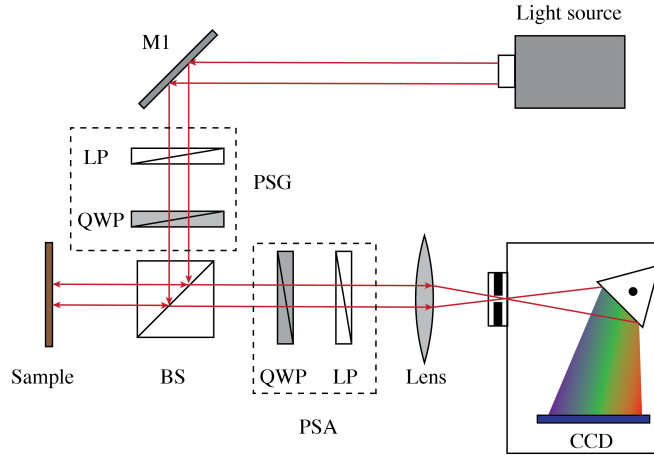 Light source
M1
LP
PSG
QWP
Sample
BS
QWP
LP
Lens
PSA
CCD